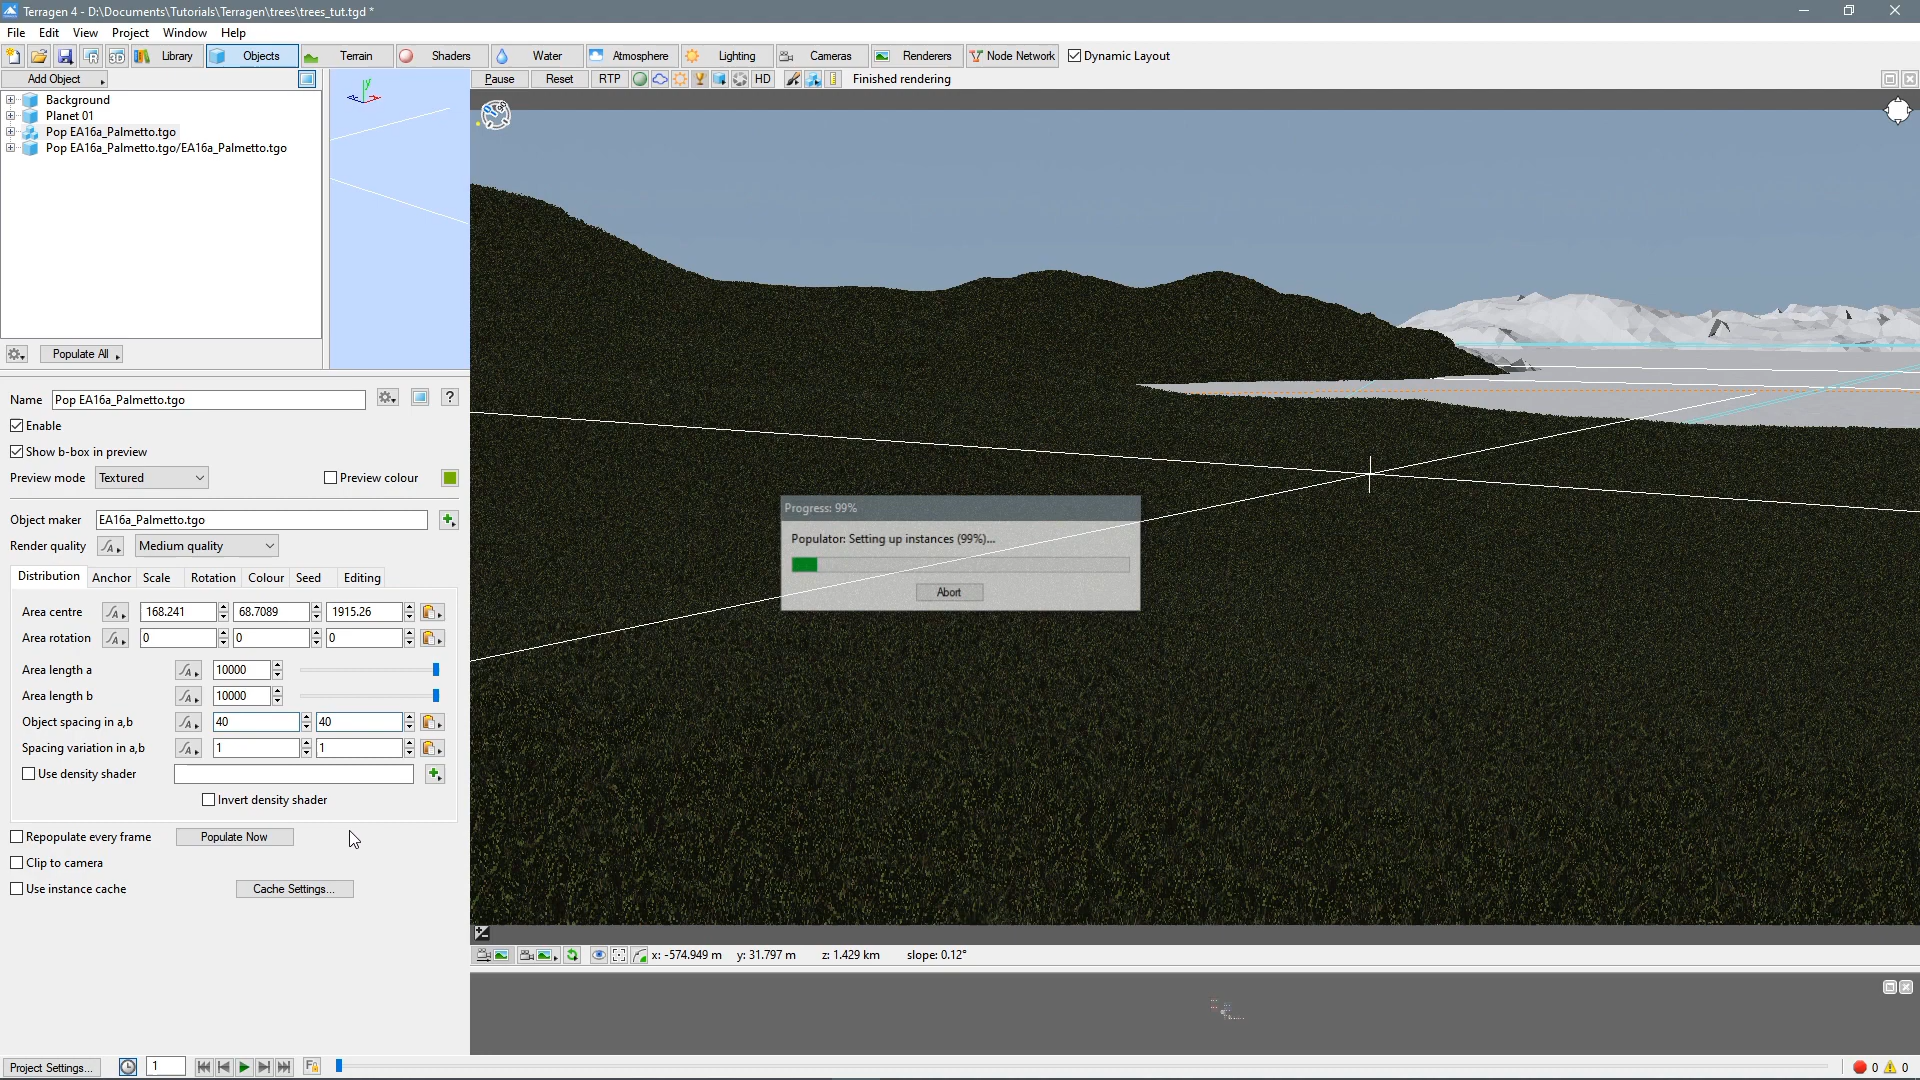 Terragen 4 - D:\Documents\Tutorials\Terragen\trees\trees_tut.tgd *
File Edit View Project Window Help
Library Objects Terrain Shaders Water Atmosphere Lighting Cameras Renderers Node Network Dynamic Layout
Add Object
Pause Reset RTP HD Finished rendering
y
Background
Planet 01
Pop EA16a_Palmetto.tgo
Pop EA16a_Palmetto.tgo/EA16a_Palmetto.tgo
Populate All
Name Pop EA16a_Palmetto.tgo ?
Enable
Show b-box in preview
Preview mode Textured Preview colour
Object maker EA16a_Palmetto.tgo
Render quality Medium quality
Distribution Anchor Scale Rotation Colour Seed Editing
Area centre 168.241 68.7089 1915.26
Area rotation 0 0 0
Area length a 10000
Area length b 10000
Object spacing in a,b 40 40
Spacing variation in a,b 1 1
Use density shader
Invert density shader
Repopulate every frame Populate Now
Clip to camera
Use instance cache Cache Settings...
Progress: 99%
Populator: Setting up instances (99%)...
Abort
x: -574.949 m y: 31.797 m z: 1.429 km slope: 0.12°
Project Settings... 1 0 0